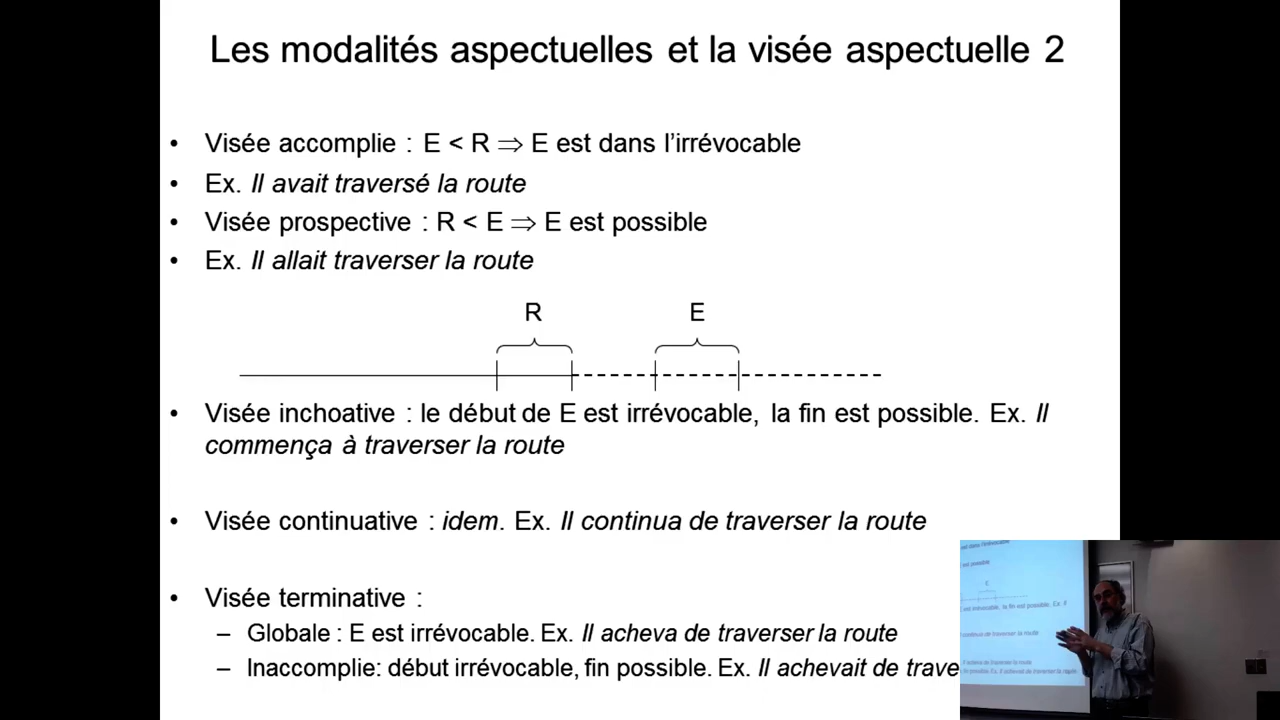 Les modalités aspectuelles et la visée aspectuelle 2
• Visée accomplie : E < R ⇒ E est dans l’irrévocable
• Ex. Il avait traversé la route
• Visée prospective : R < E ⇒ E est possible
• Ex. Il allait traverser la route
R E
• Visée inchoative : le début de E est irrévocable, la fin est possible. Ex. Il
commença à traverser la route
• Visée continuative : idem. Ex. Il continua de traverser la route
• Visée terminative :
– Globale : E est irrévocable. Ex. Il acheva de traverser la route
– Inaccomplie: début irrévocable, fin possible. Ex. Il achevait de trave